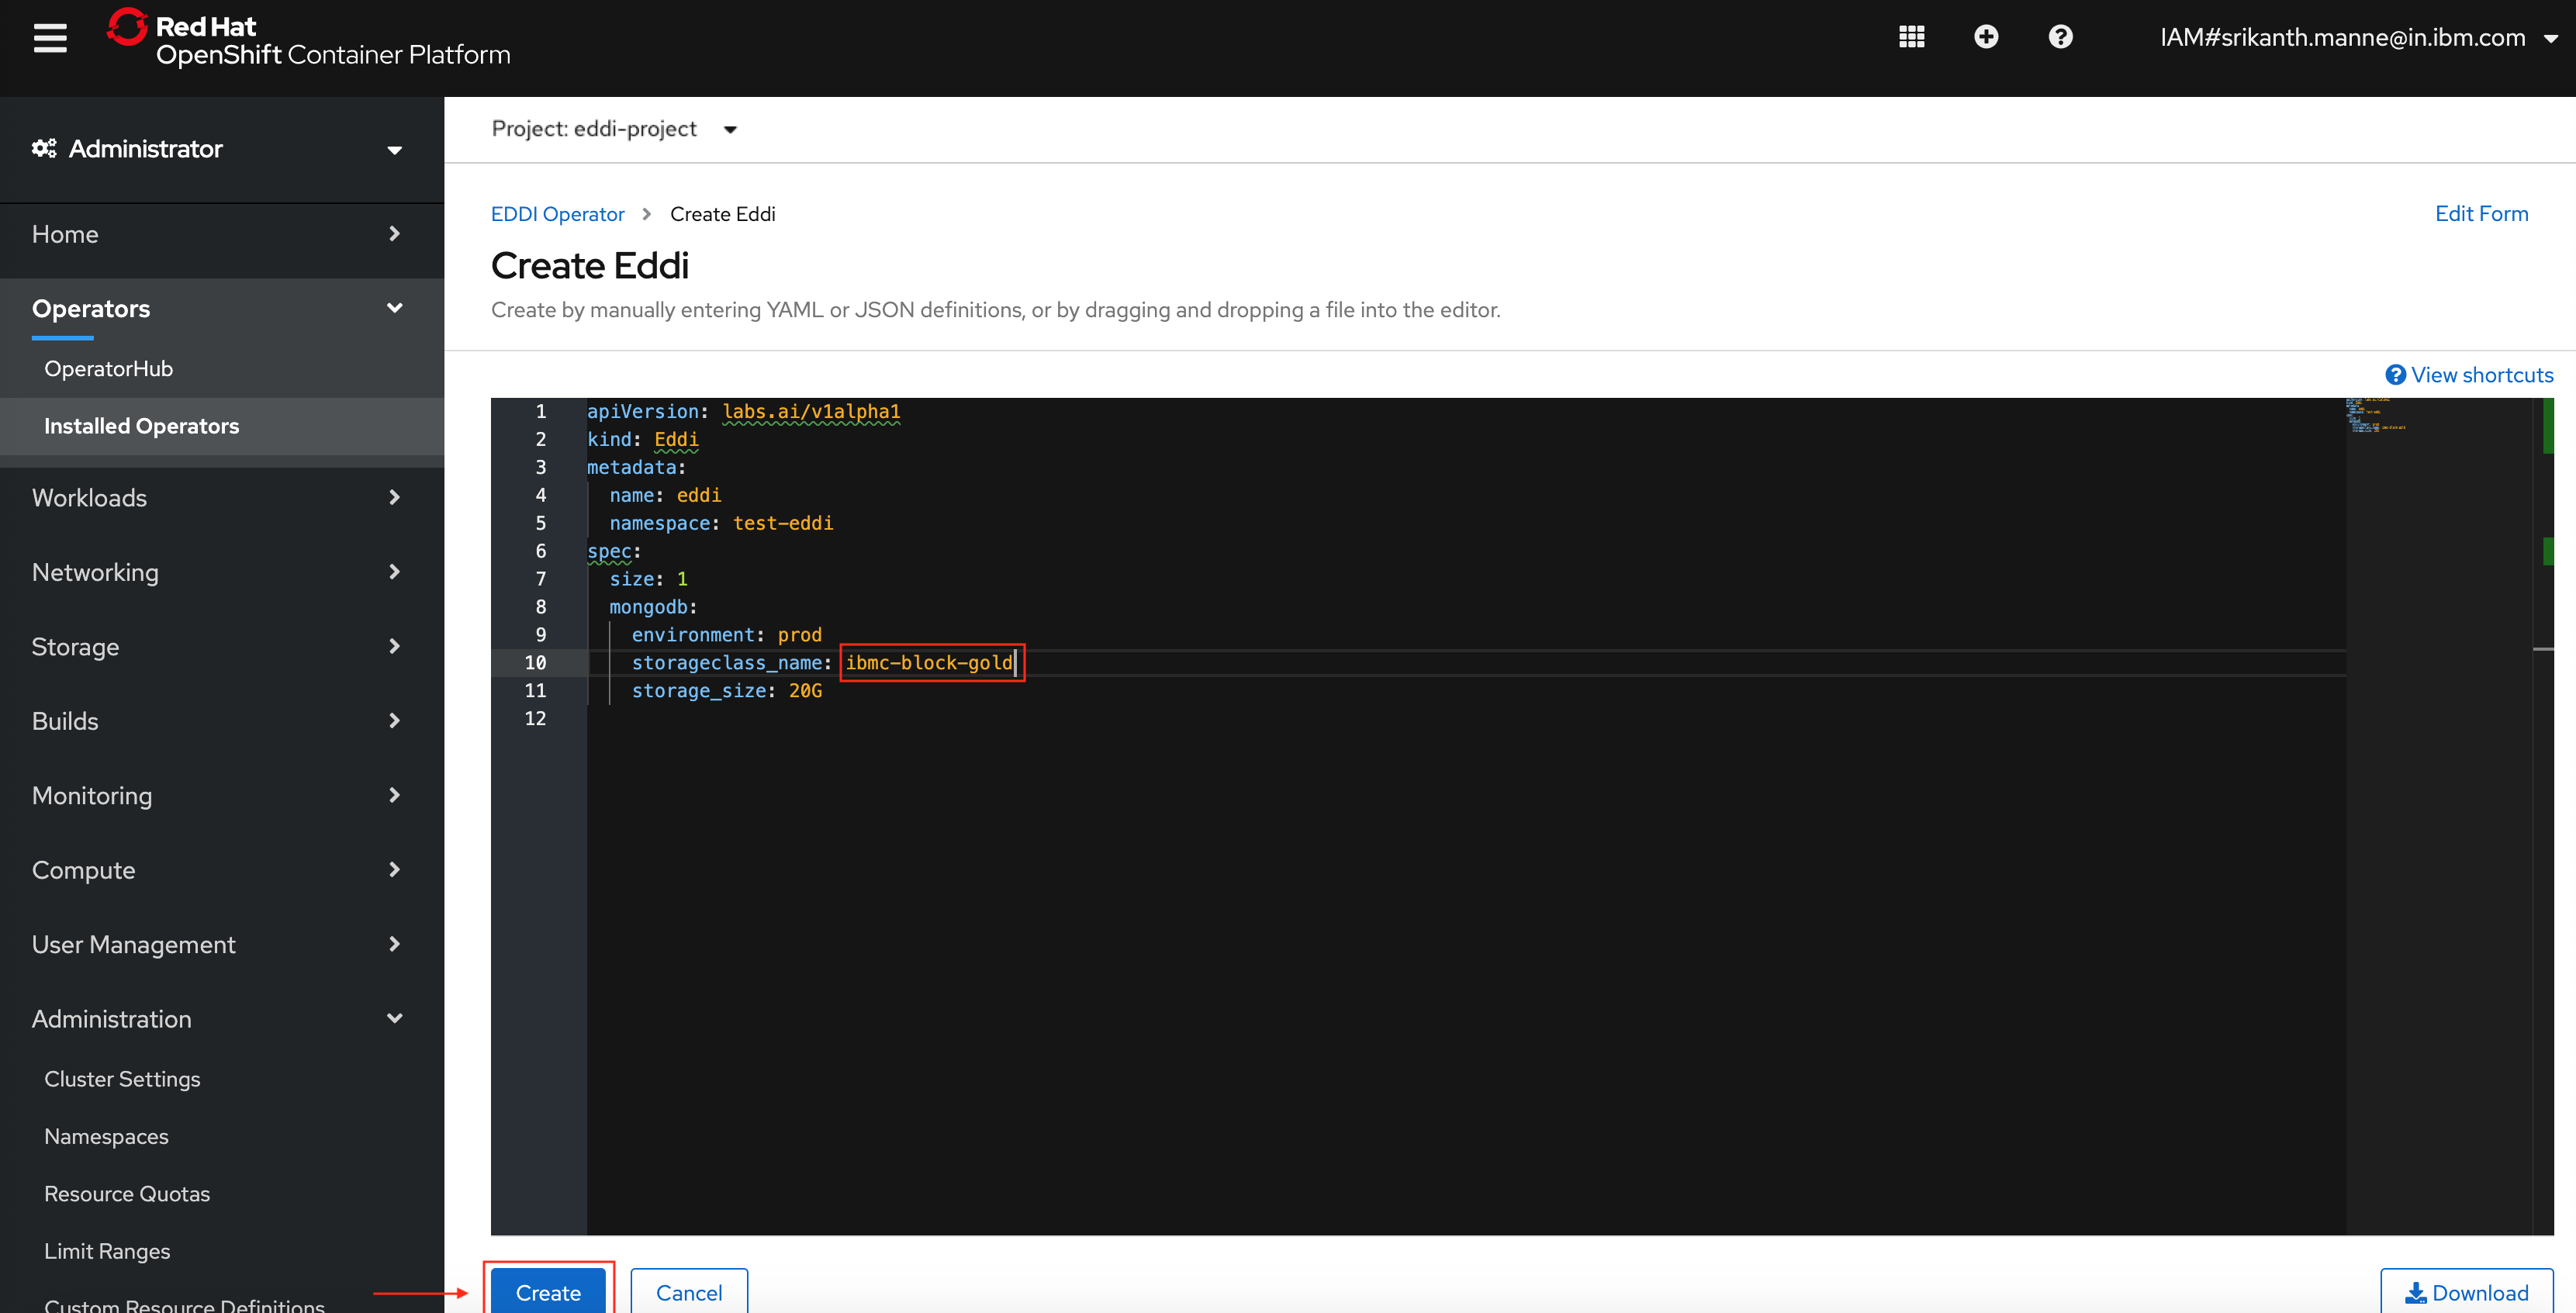 Red Hat
OpenShift Container Platform
IAM#srikanth.manne@in.ibm.com
Administrator
Home
Operators
OperatorHub
Installed Operators
Workloads
Networking
Storage
Builds
Monitoring
Compute
User Management
Administration
Cluster Settings
Namespaces
Resource Quotas
Limit Ranges
Custom Resource Definitions
Project: eddi-project
EDDI Operator > Create Eddi
Edit Form
Create Eddi
Create by manually entering YAML or JSON definitions, or by dragging and dropping a file into the editor.
View shortcuts
1 apiVersion: labs.ai/v1alpha1
2 kind: Eddi
3 metadata:
4   name: eddi
5   namespace: test-eddi
6 spec:
7   size: 1
8   mongodb:
9     environment: prod
10     storageclass_name: ibmc-block-gold
11     storage_size: 20G
12
Create
Cancel
Download